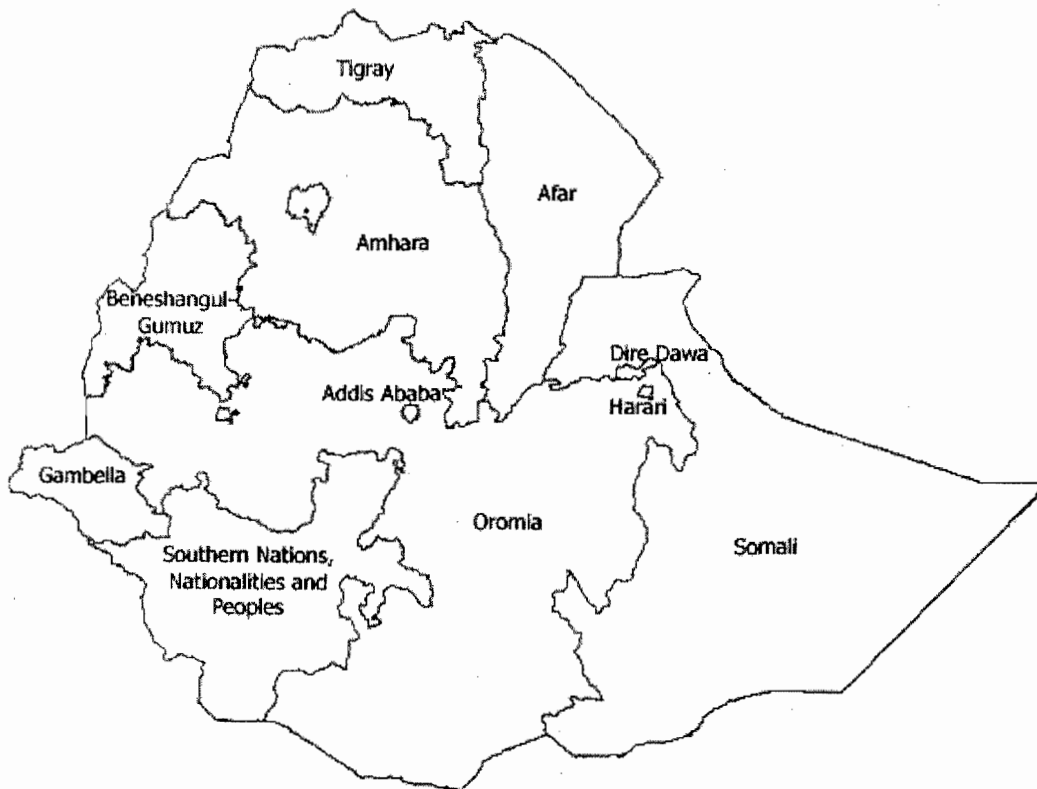 Tigray
Afar
Amhara
Beneshangul-
Gumuz
Dire Dawa
Addis Ababa
Harari
Gambella
Oromia
Somali
Southern Nations,
Nationalities and
Peoples